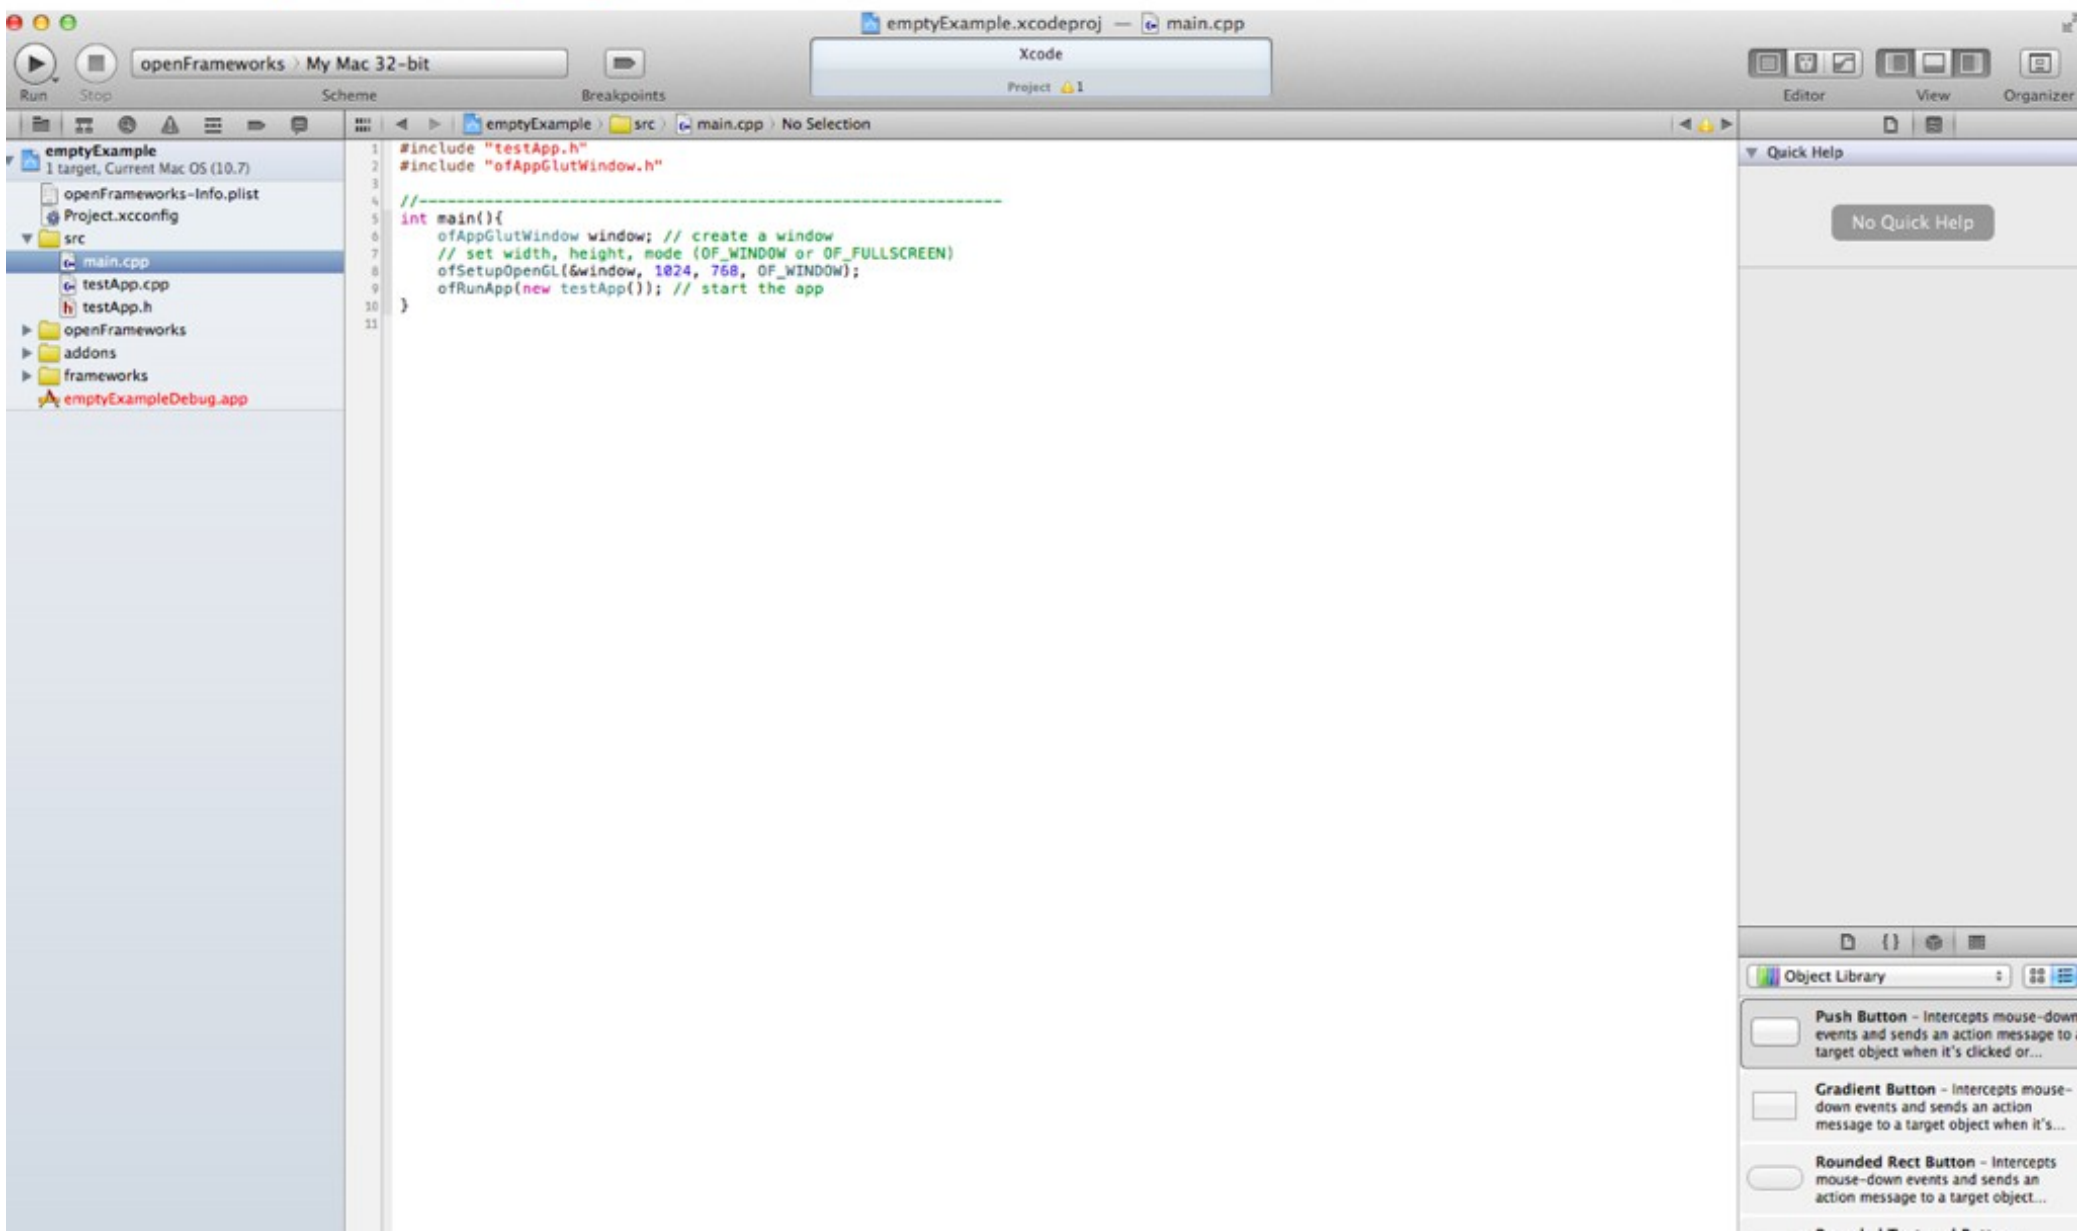 emptyExample.xcodeproj — main.cpp
openFrameworks › My Mac 32-bit
Xcode
Project 1
Run Stop Scheme Breakpoints Editor View Organizer
emptyExample › src › main.cpp › No Selection
emptyExample
1 target, Current Mac OS (10.7)
openFrameworks-Info.plist
Project.xcconfig
src
main.cpp
testApp.cpp
testApp.h
openFrameworks
addons
frameworks
emptyExampleDebug.app
1 #include "testApp.h"
2 #include "ofAppGlutWindow.h"
3
4 //--------------------------------------------------------------
5 int main(){
6 ofAppGlutWindow window; // create a window
7 // set width, height, mode (OF_WINDOW or OF_FULLSCREEN)
8 ofSetupOpenGL(&window, 1024, 768, OF_WINDOW);
9 ofRunApp(new testApp()); // start the app
10 }
11
Quick Help
No Quick Help
{}
Object Library
Push Button - Intercepts mouse-down
events and sends an action message to a
target object when it's clicked or...
Gradient Button - Intercepts mouse-
down events and sends an action
message to a target object when it's...
Rounded Rect Button - Intercepts
mouse-down events and sends an
action message to a target object...